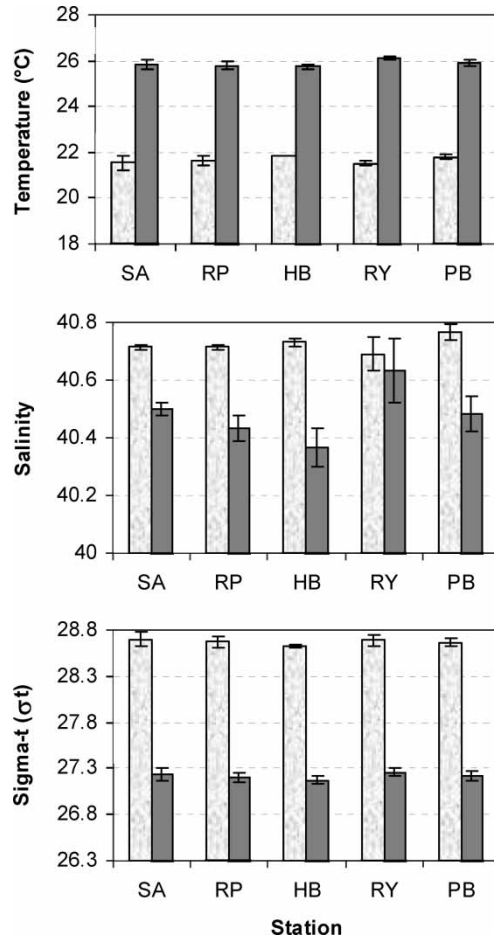 Temperature (°C)
28
26
24
22
20
18
SA RP HB RY PB
Salinity
40.8
40.6
40.4
40.2
40
SA RP HB RY PB
Sigma-t (σt)
28.8
28.3
27.8
27.3
26.8
26.3
SA RP HB RY PB
Station